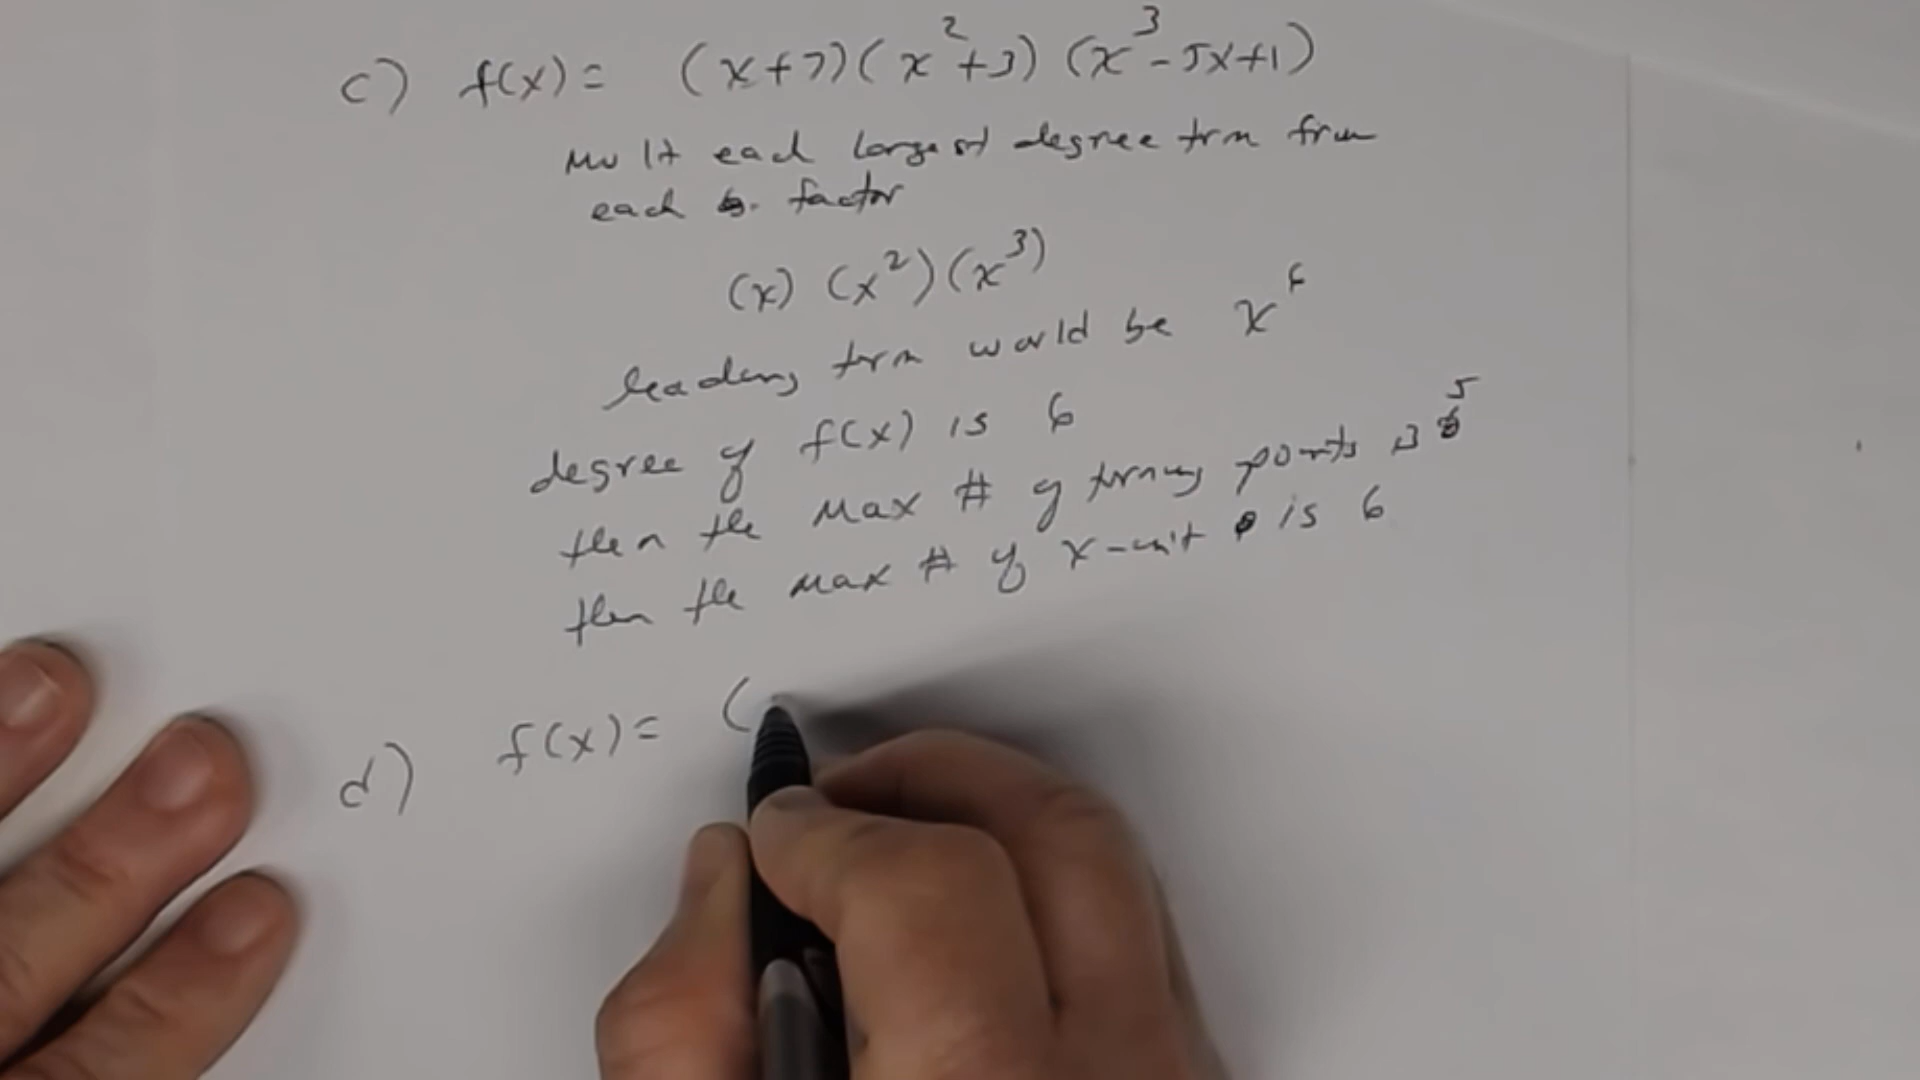 c) f(x) = (x+7)(x²+3)(x³-5x+1)
Mult each largest degree trm from
each factor
(x) (x²)(x³)
leading trm would be x⁶
degree of f(x) is 6
then the max # of turning points is 5
then the max # of x-int is 6
d) f(x) = (